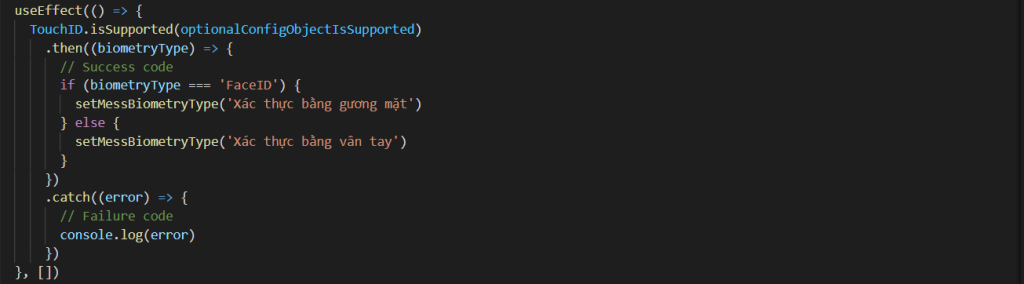 useEffect(() => {
  TouchID.isSupported(optionalConfigObjectIsSupported)
    .then((biometryType) => {
      // Success code
      if (biometryType === 'FaceID') {
        setMessBiometryType('Xác thực bằng gương mặt')
      } else {
        setMessBiometryType('Xác thực bằng vân tay')
      }
    })
    .catch((error) => {
      // Failure code
      console.log(error)
    })
}, [])